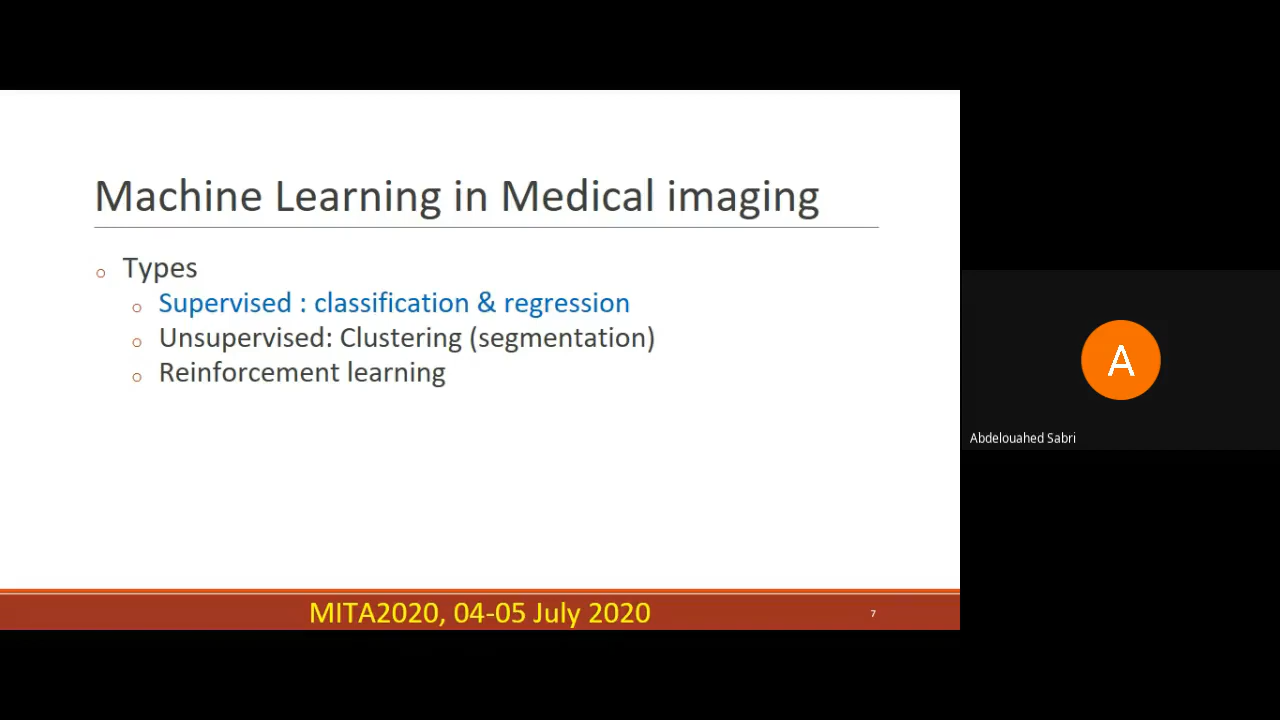 Machine Learning in Medical imaging
Types
Supervised : classification & regression
Unsupervised: Clustering (segmentation)
Reinforcement learning
MITA2020, 04-05 July 2020
7
A
Abdelouahed Sabri